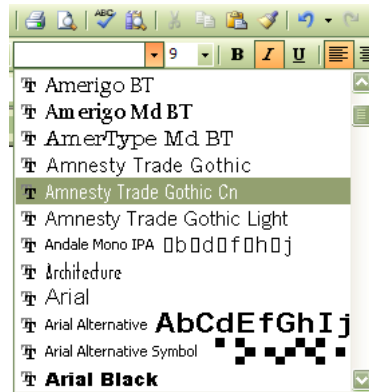 ABC
9 B I U
Amerigo BT
Amerigo Md BT
AmerType Md BT
Amnesty Trade Gothic
Amnesty Trade Gothic Cn
Amnesty Trade Gothic Light
Andale Mono IPA ▯b▯d▯f▯h▯j
Architecture
Arial
Arial Alternative AbCdEfGhIj
Arial Alternative Symbol
Arial Black